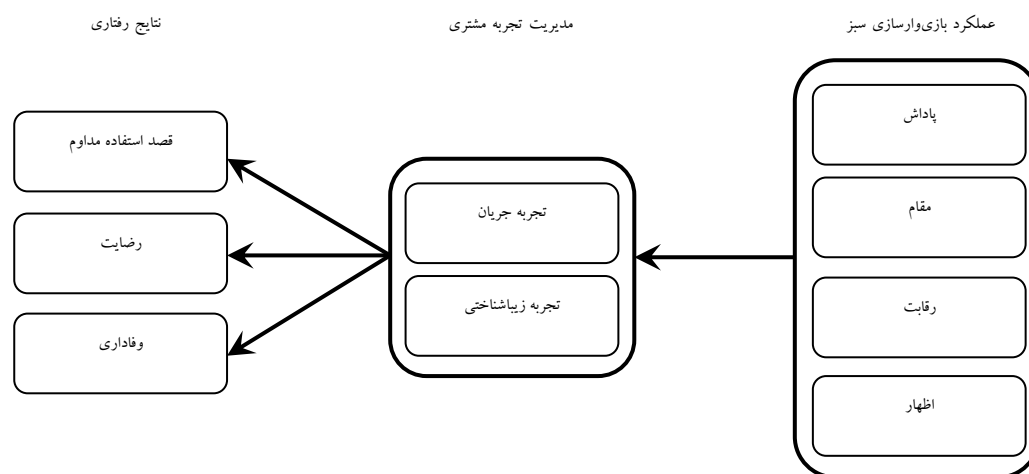 عملکرد بازی‌وارسازی سبز
مدیریت تجربه مشتری
نتایج رفتاری
پاداش
مقام
رقابت
اظهار
تجربه جریان
تجربه زیباشناختی
قصد استفاده مداوم
رضایت
وفاداری